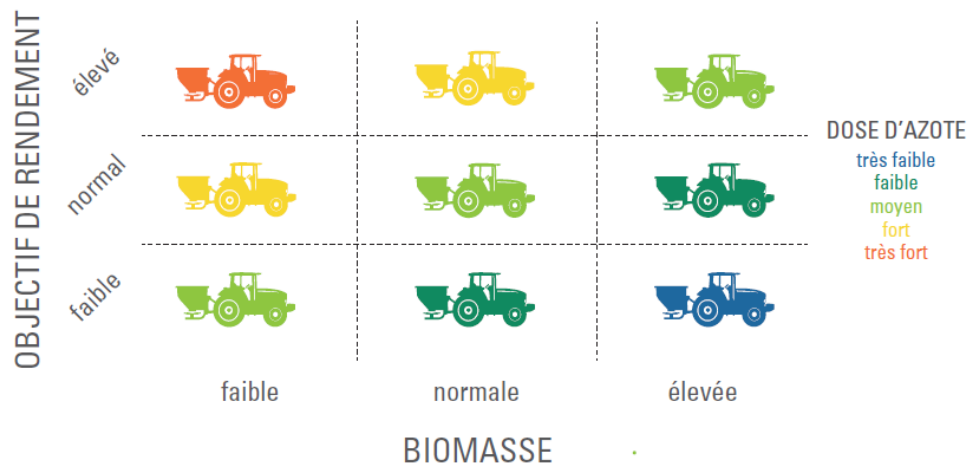 OBJECTIF DE RENDEMENT
élevé
normal
faible
DOSE D'AZOTE
très faible
faible
moyen
fort
très fort
faible
normale
élevée
BIOMASSE